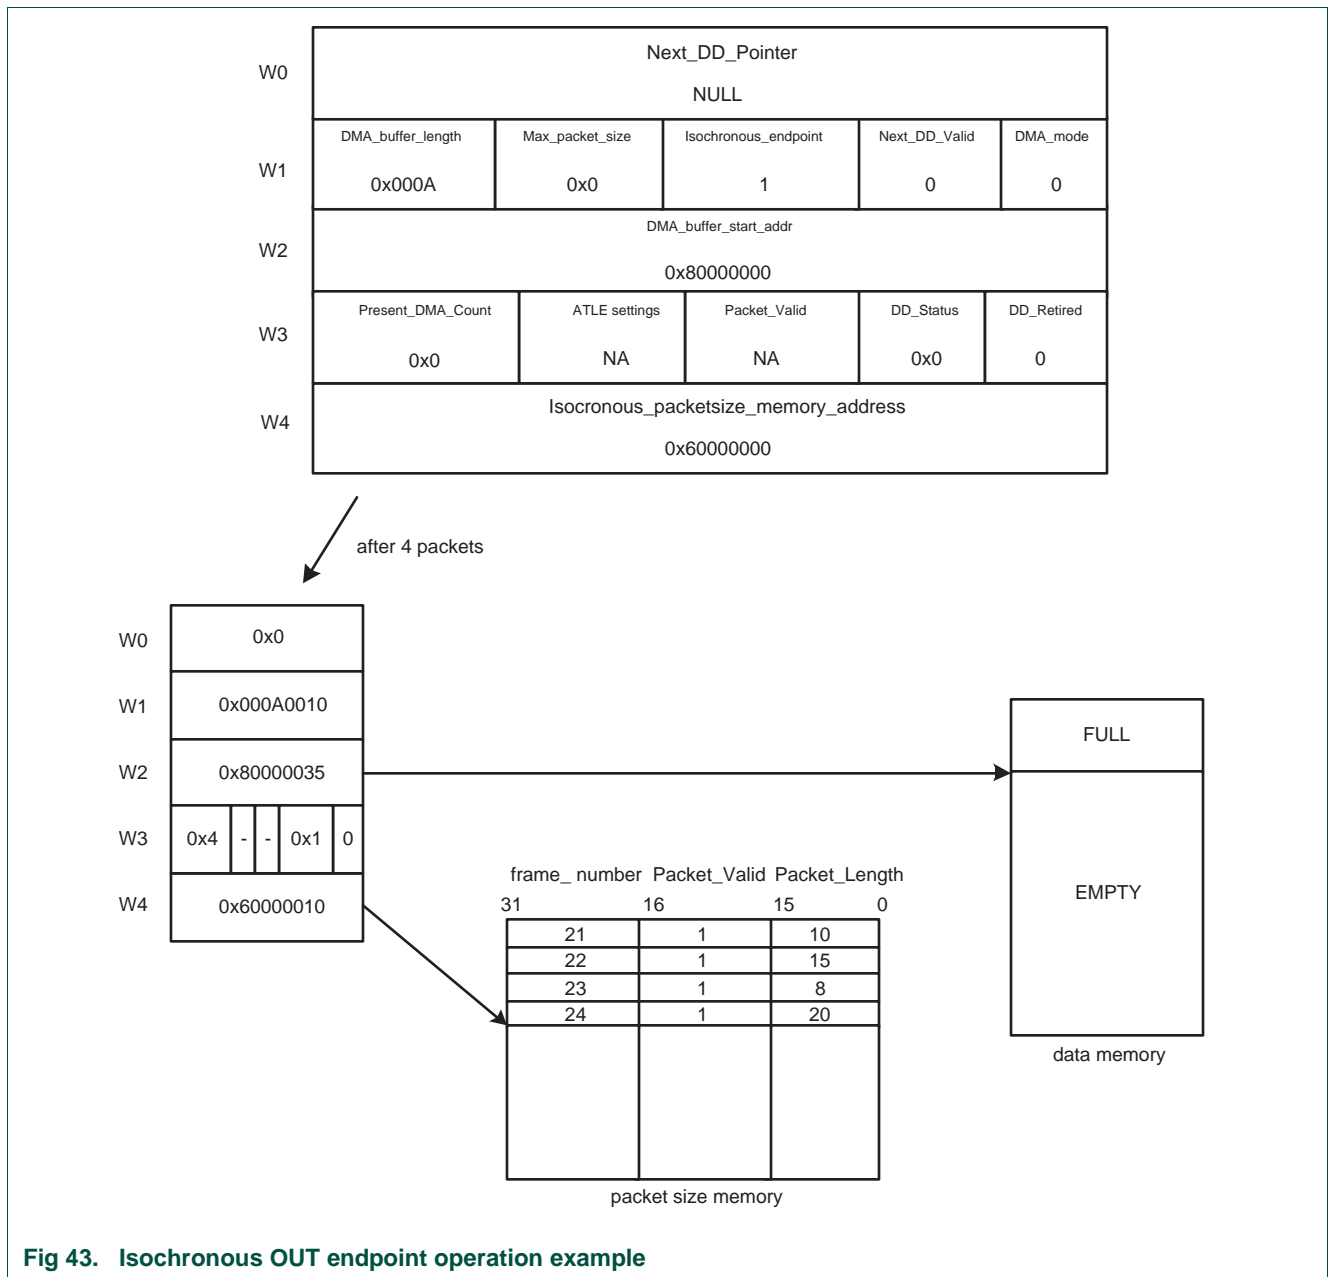 Next_DD_Pointer
W0
NULL
DMA_buffer_length Max_packet_size Isochronous_endpoint Next_DD_Valid DMA_mode
W1
0x000A 0x0 1 0 0
DMA_buffer_start_addr
W2
0x80000000
Present_DMA_Count ATLE settings Packet_Valid DD_Status DD_Retired
W3
0x0 NA NA 0x0 0
Isocronous_packetsize_memory_address
W4
0x60000000
after 4 packets
W0 0x0
W1 0x000A0010
FULL
W2 0x80000035
W3 0x4 - - 0x1 0
frame_ number Packet_Valid Packet_Length
EMPTY
W4 0x60000010
31 16 15 0
21 1 10
22 1 15
23 1 8
24 1 20
data memory
packet size memory
Fig 43. Isochronous OUT endpoint operation example